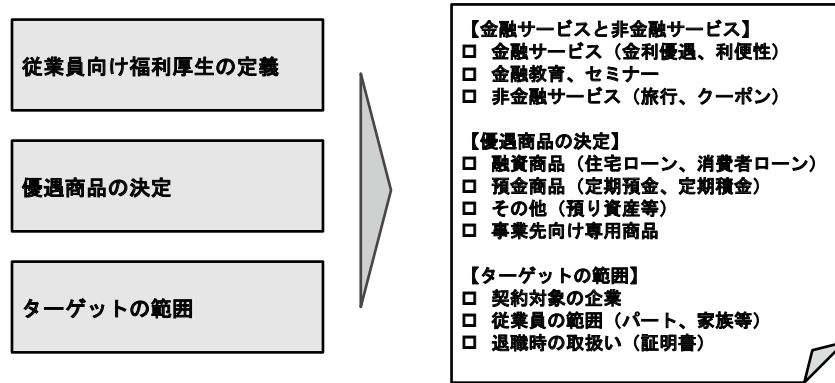 従業員向け福利厚生の定義
優遇商品の決定
ターゲットの範囲
【金融サービスと非金融サービス】
□ 金融サービス（金利優遇、利便性）
□ 金融教育、セミナー
□ 非金融サービス（旅行、クーポン）
【優遇商品の決定】
□ 融資商品（住宅ローン、消費者ローン）
□ 預金商品（定期預金、定期積金）
□ その他（預り資産等）
□ 事業先向け専用商品
【ターゲットの範囲】
□ 契約対象の企業
□ 従業員の範囲（パート、家族等）
□ 退職時の取扱い（証明書）